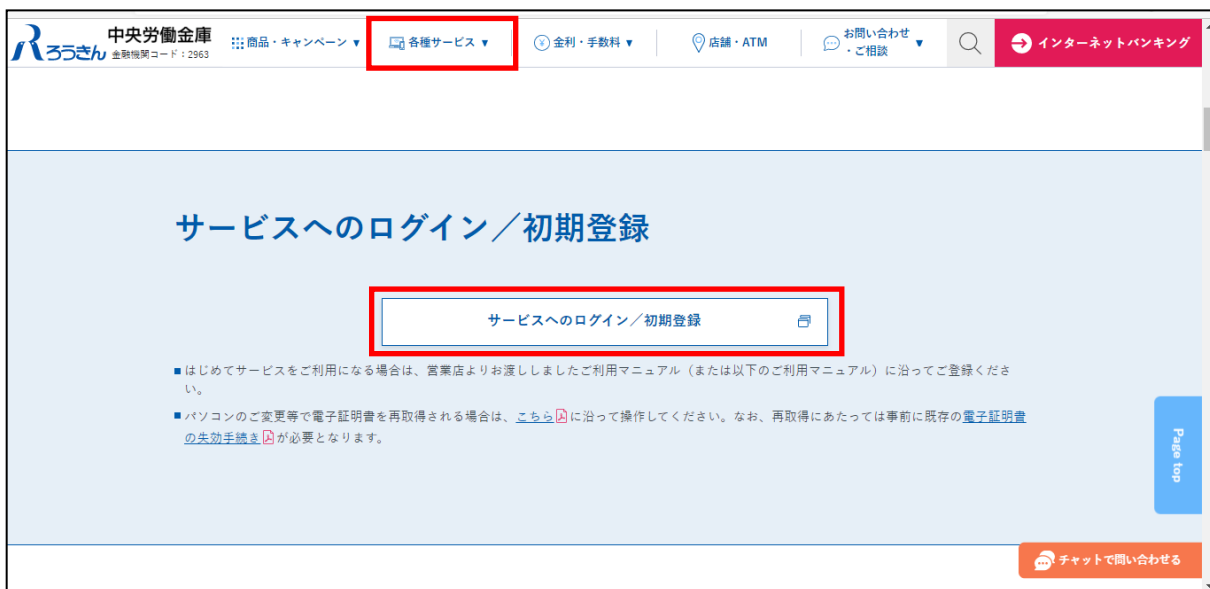 ろうきん 中央労働金庫
金融機関コード：2963
商品・キャンペーン ▼
各種サービス ▼
金利・手数料 ▼
店舗・ATM
お問い合わせ
・ご相談 ▼
インターネットバンキング
サービスへのログイン／初期登録
サービスへのログイン／初期登録
■はじめてサービスをご利用になる場合は、営業店よりお渡ししましたご利用マニュアル（または以下のご利用マニュアル）に沿ってご登録くださ
い。
■パソコンのご変更等で電子証明書を再取得される場合は、こちらに沿って操作してください。なお、再取得にあたっては事前に既存の電子証明書
の失効手続きが必要となります。
Page top
チャットで問い合わせる